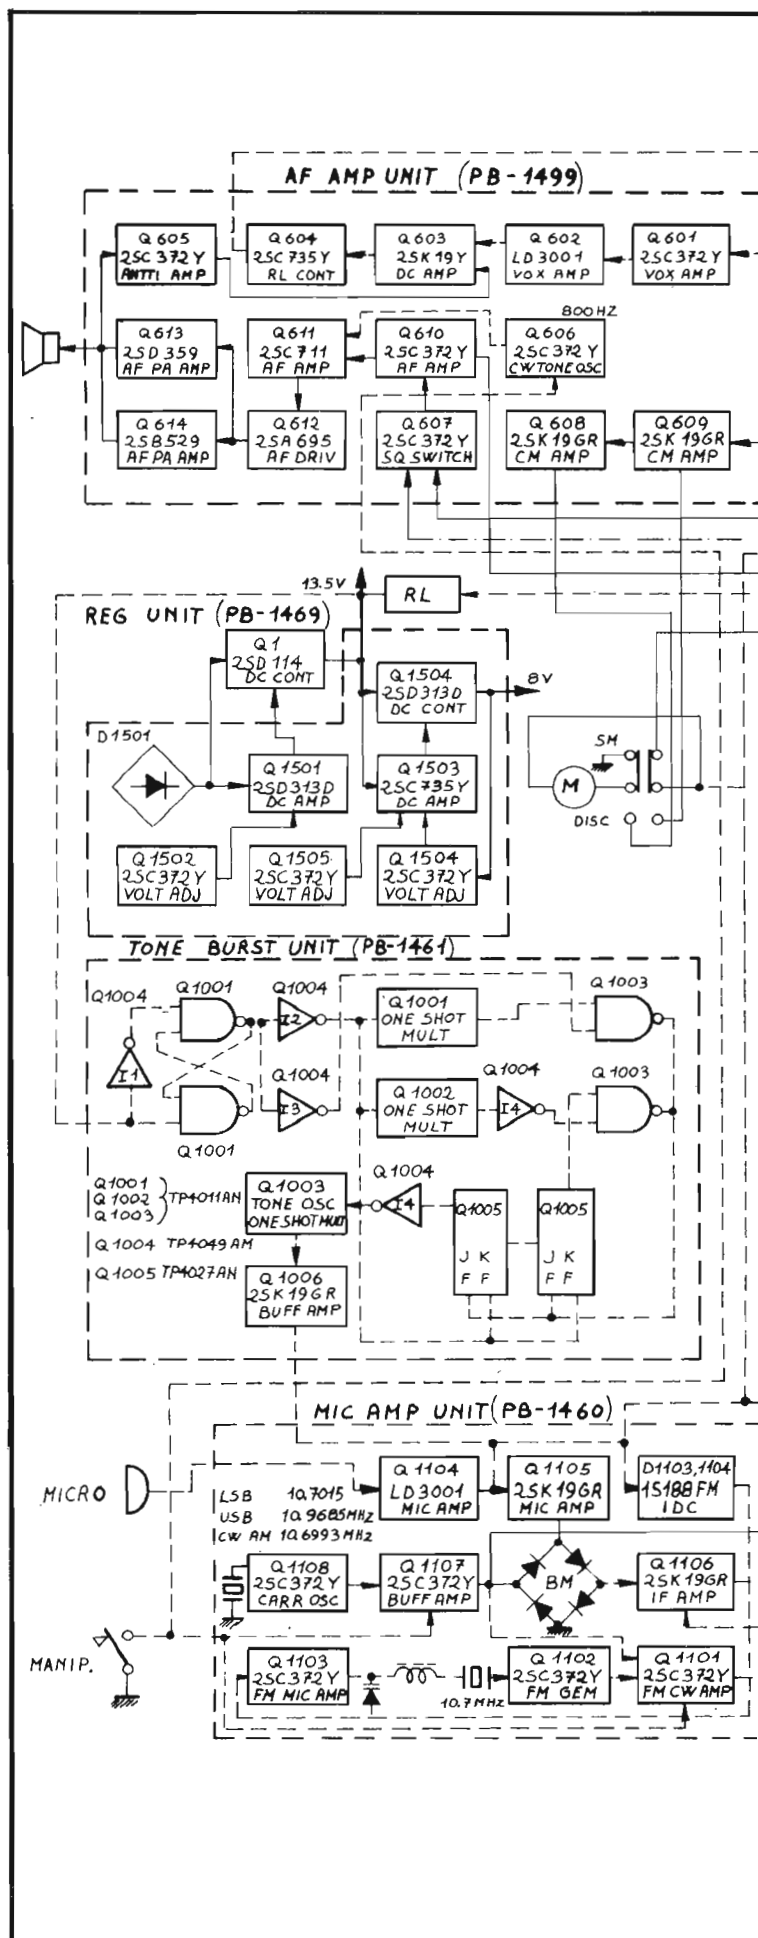 AF AMP UNIT (PB-1499)
Q605
2SC372Y
ANTTI AMP
Q604
2SC735Y
RL CONT
Q603
2SK19Y
DC AMP
Q602
LD3001
VOX AMP
Q601
2SC372Y
VOX AMP
800HZ
Q613
2SD359
AF PA AMP
Q611
2SC711
AF AMP
Q610
2SC372Y
AF AMP
Q606
2SC372Y
CWTONE OSC
Q614
2SB529
AF PA AMP
Q612
2SA695
AF DRIV
Q607
2SC372Y
SQ SWITCH
Q608
2SK19GR
CM AMP
Q609
2SK19GR
CM AMP
13.5V
RL
REG UNIT (PB-1469)
Q1
2SD114
DC CONT
Q1504
2SD313D
DC CONT
8V
D1501
Q1501
2SD313D
DC AMP
Q1503
2SC735Y
DC AMP
SM
M
DISC
Q1502
2SC372Y
VOLT ADJ
Q1505
2SC372Y
VOLT ADJ
Q1504
2SC372Y
VOLT ADJ
TONE BURST UNIT (PB-1461)
Q1004
Q1001
Q1004
I2
Q1001
ONE SHOT
MULT
Q1003
I1
Q1004
I3
Q1002
ONE SHOT
MULT
Q1004
I4
Q1003
Q1001
Q1001
Q1002
Q1003
TP4011AN
Q1004 TP4049AM
Q1005 TP4027AN
Q1003
TONE OSC
ONE SHOT MULT
Q1004
I4
Q1005
J K
F F
Q1005
J K
F F
Q1006
2SK19GR
BUFF AMP
MIC AMP UNIT (PB-1460)
MICRO
LSB 10.7015
USB 10.9685MHZ
CW AM 10.6993MHZ
Q1104
LD3001
MIC AMP
Q1105
2SK19GR
MIC AMP
D1103,1104
1S188FM
IDC
Q1108
2SC372Y
CARR OSC
Q1107
2SC372Y
BUFF AMP
BM
Q1106
2SK19GR
IF AMP
MANIP.
Q1103
2SC372Y
FM MIC AMP
10.7MHZ
Q1102
2SC372Y
FM GEM
Q1101
2SC372Y
FM CW AMP